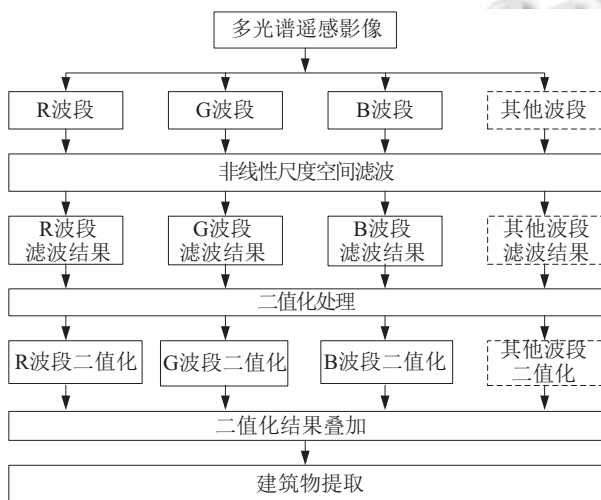 多光谱遥感影像
R波段
G波段
B波段
其他波段
非线性尺度空间滤波
R波段
滤波结果
G波段
滤波结果
B波段
滤波结果
其他波段
滤波结果
二值化处理
R波段二值化
G波段二值化
B波段二值化
其他波段
二值化
二值化结果叠加
建筑物提取